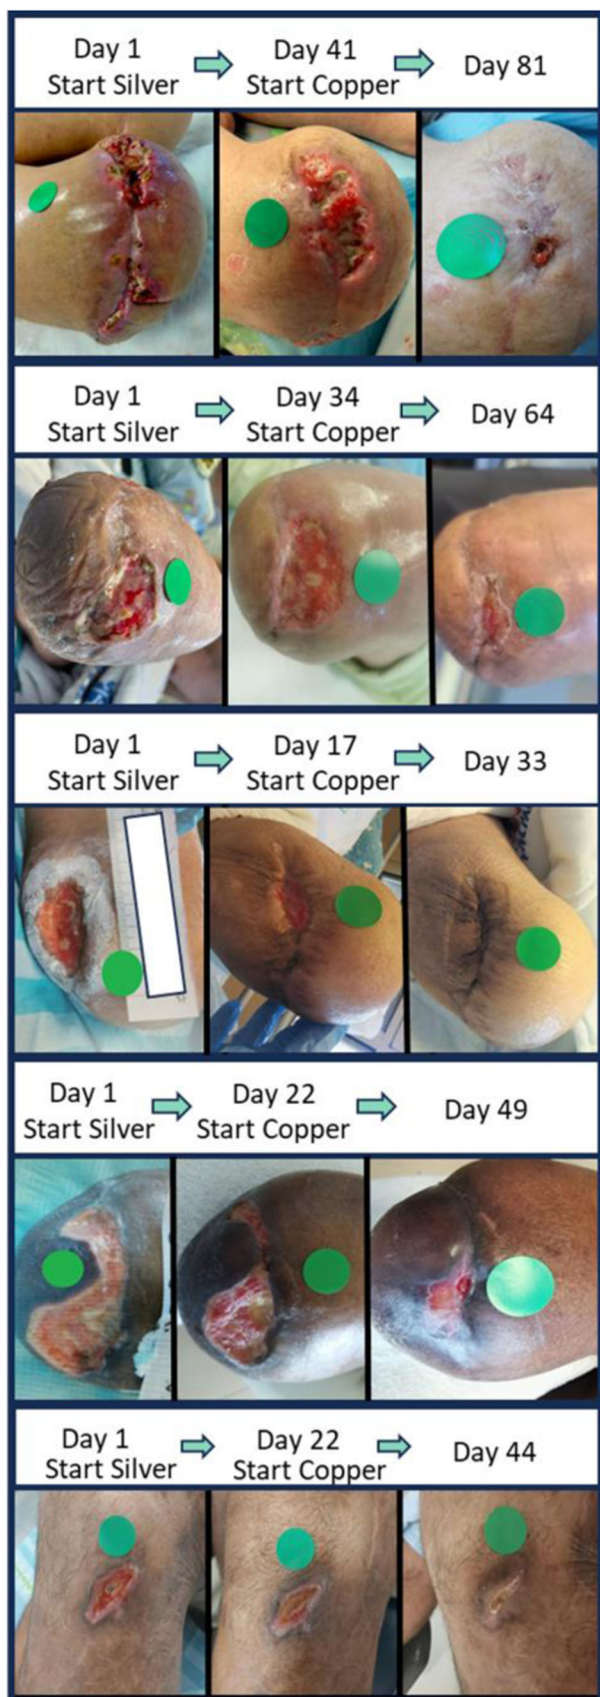 Day 1
Start Silver
Day 41
Start Copper
Day 81
Day 1
Start Silver
Day 34
Start Copper
Day 64
Day 1
Start Silver
Day 17
Start Copper
Day 33
Day 1
Start Silver
Day 22
Start Copper
Day 49
Day 1
Start Silver
Day 22
Start Copper
Day 44